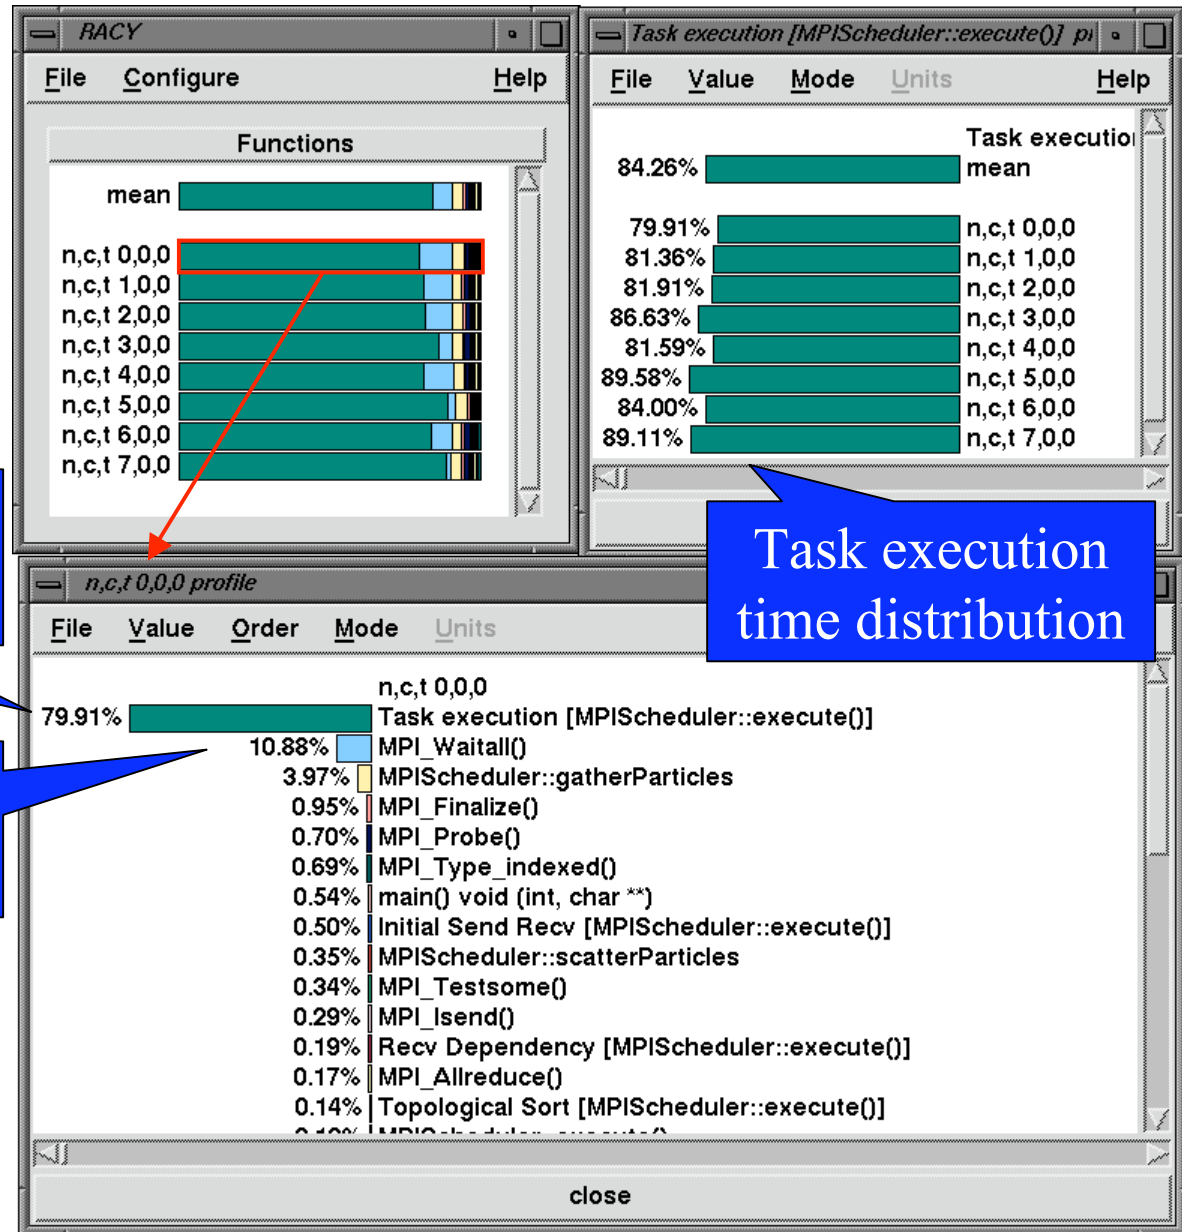 RACY
File Configure Help
Functions
mean
n,c,t 0,0,0
n,c,t 1,0,0
n,c,t 2,0,0
n,c,t 3,0,0
n,c,t 4,0,0
n,c,t 5,0,0
n,c,t 6,0,0
n,c,t 7,0,0
Task execution [MPIScheduler::execute()]
File Value Mode Units Help
Task execution
84.26% mean
79.91% n,c,t 0,0,0
81.36% n,c,t 1,0,0
81.91% n,c,t 2,0,0
86.63% n,c,t 3,0,0
81.59% n,c,t 4,0,0
89.58% n,c,t 5,0,0
84.00% n,c,t 6,0,0
89.11% n,c,t 7,0,0
Task execution
time distribution
n,c,t 0,0,0 profile
File Value Order Mode Units
n,c,t 0,0,0
79.91% Task execution [MPIScheduler::execute()]
10.88% MPI_Waitall()
3.97% MPIScheduler::gatherParticles
0.95% MPI_Finalize()
0.70% MPI_Probe()
0.69% MPI_Type_indexed()
0.54% main() void (int, char **)
0.50% Initial Send Recv [MPIScheduler::execute()]
0.35% MPIScheduler::scatterParticles
0.34% MPI_Testsome()
0.29% MPI_Isend()
0.19% Recv Dependency [MPIScheduler::execute()]
0.17% MPI_Allreduce()
0.14% Topological Sort [MPIScheduler::execute()]
close